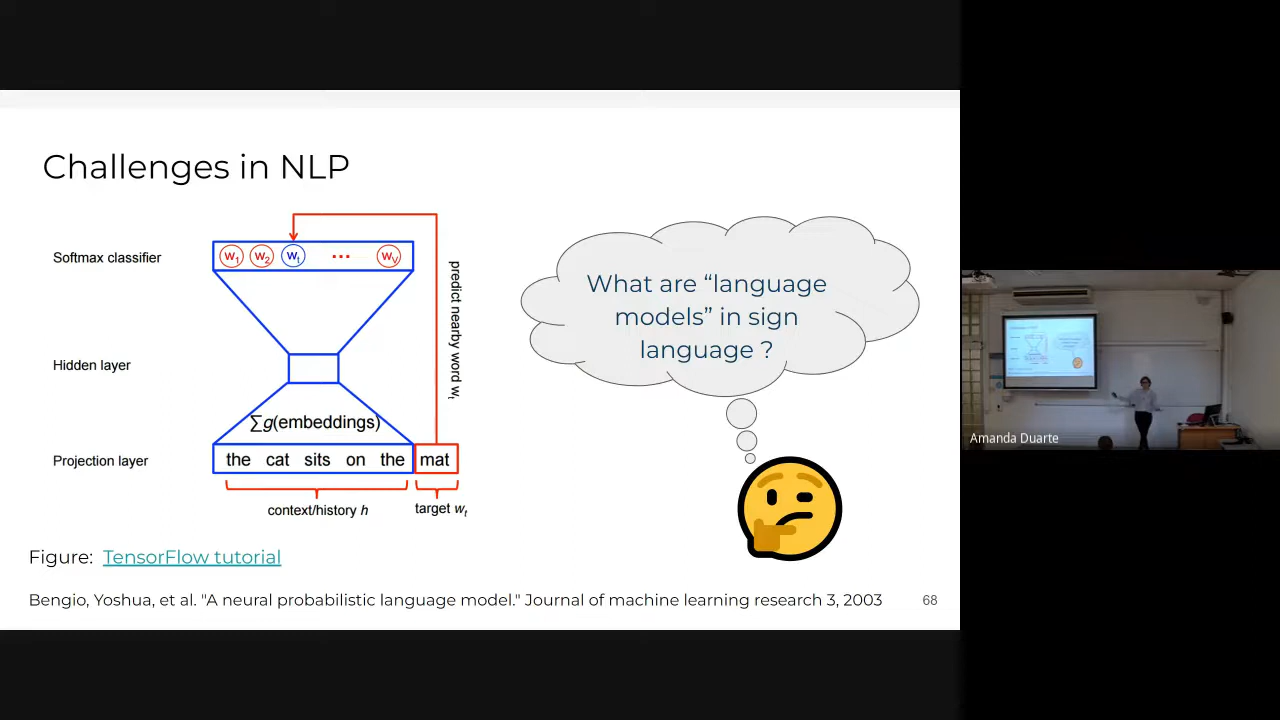 Challenges in NLP
Softmax classifier
w1 w2 wt ... wV
predict nearby word wt
Hidden layer
∑g(embeddings)
Projection layer
the cat sits on the mat
context/history h
target wt
What are “language
models” in sign
language ?
Figure: TensorFlow tutorial
Bengio, Yoshua, et al. "A neural probabilistic language model." Journal of machine learning research 3, 2003
68
Amanda Duarte